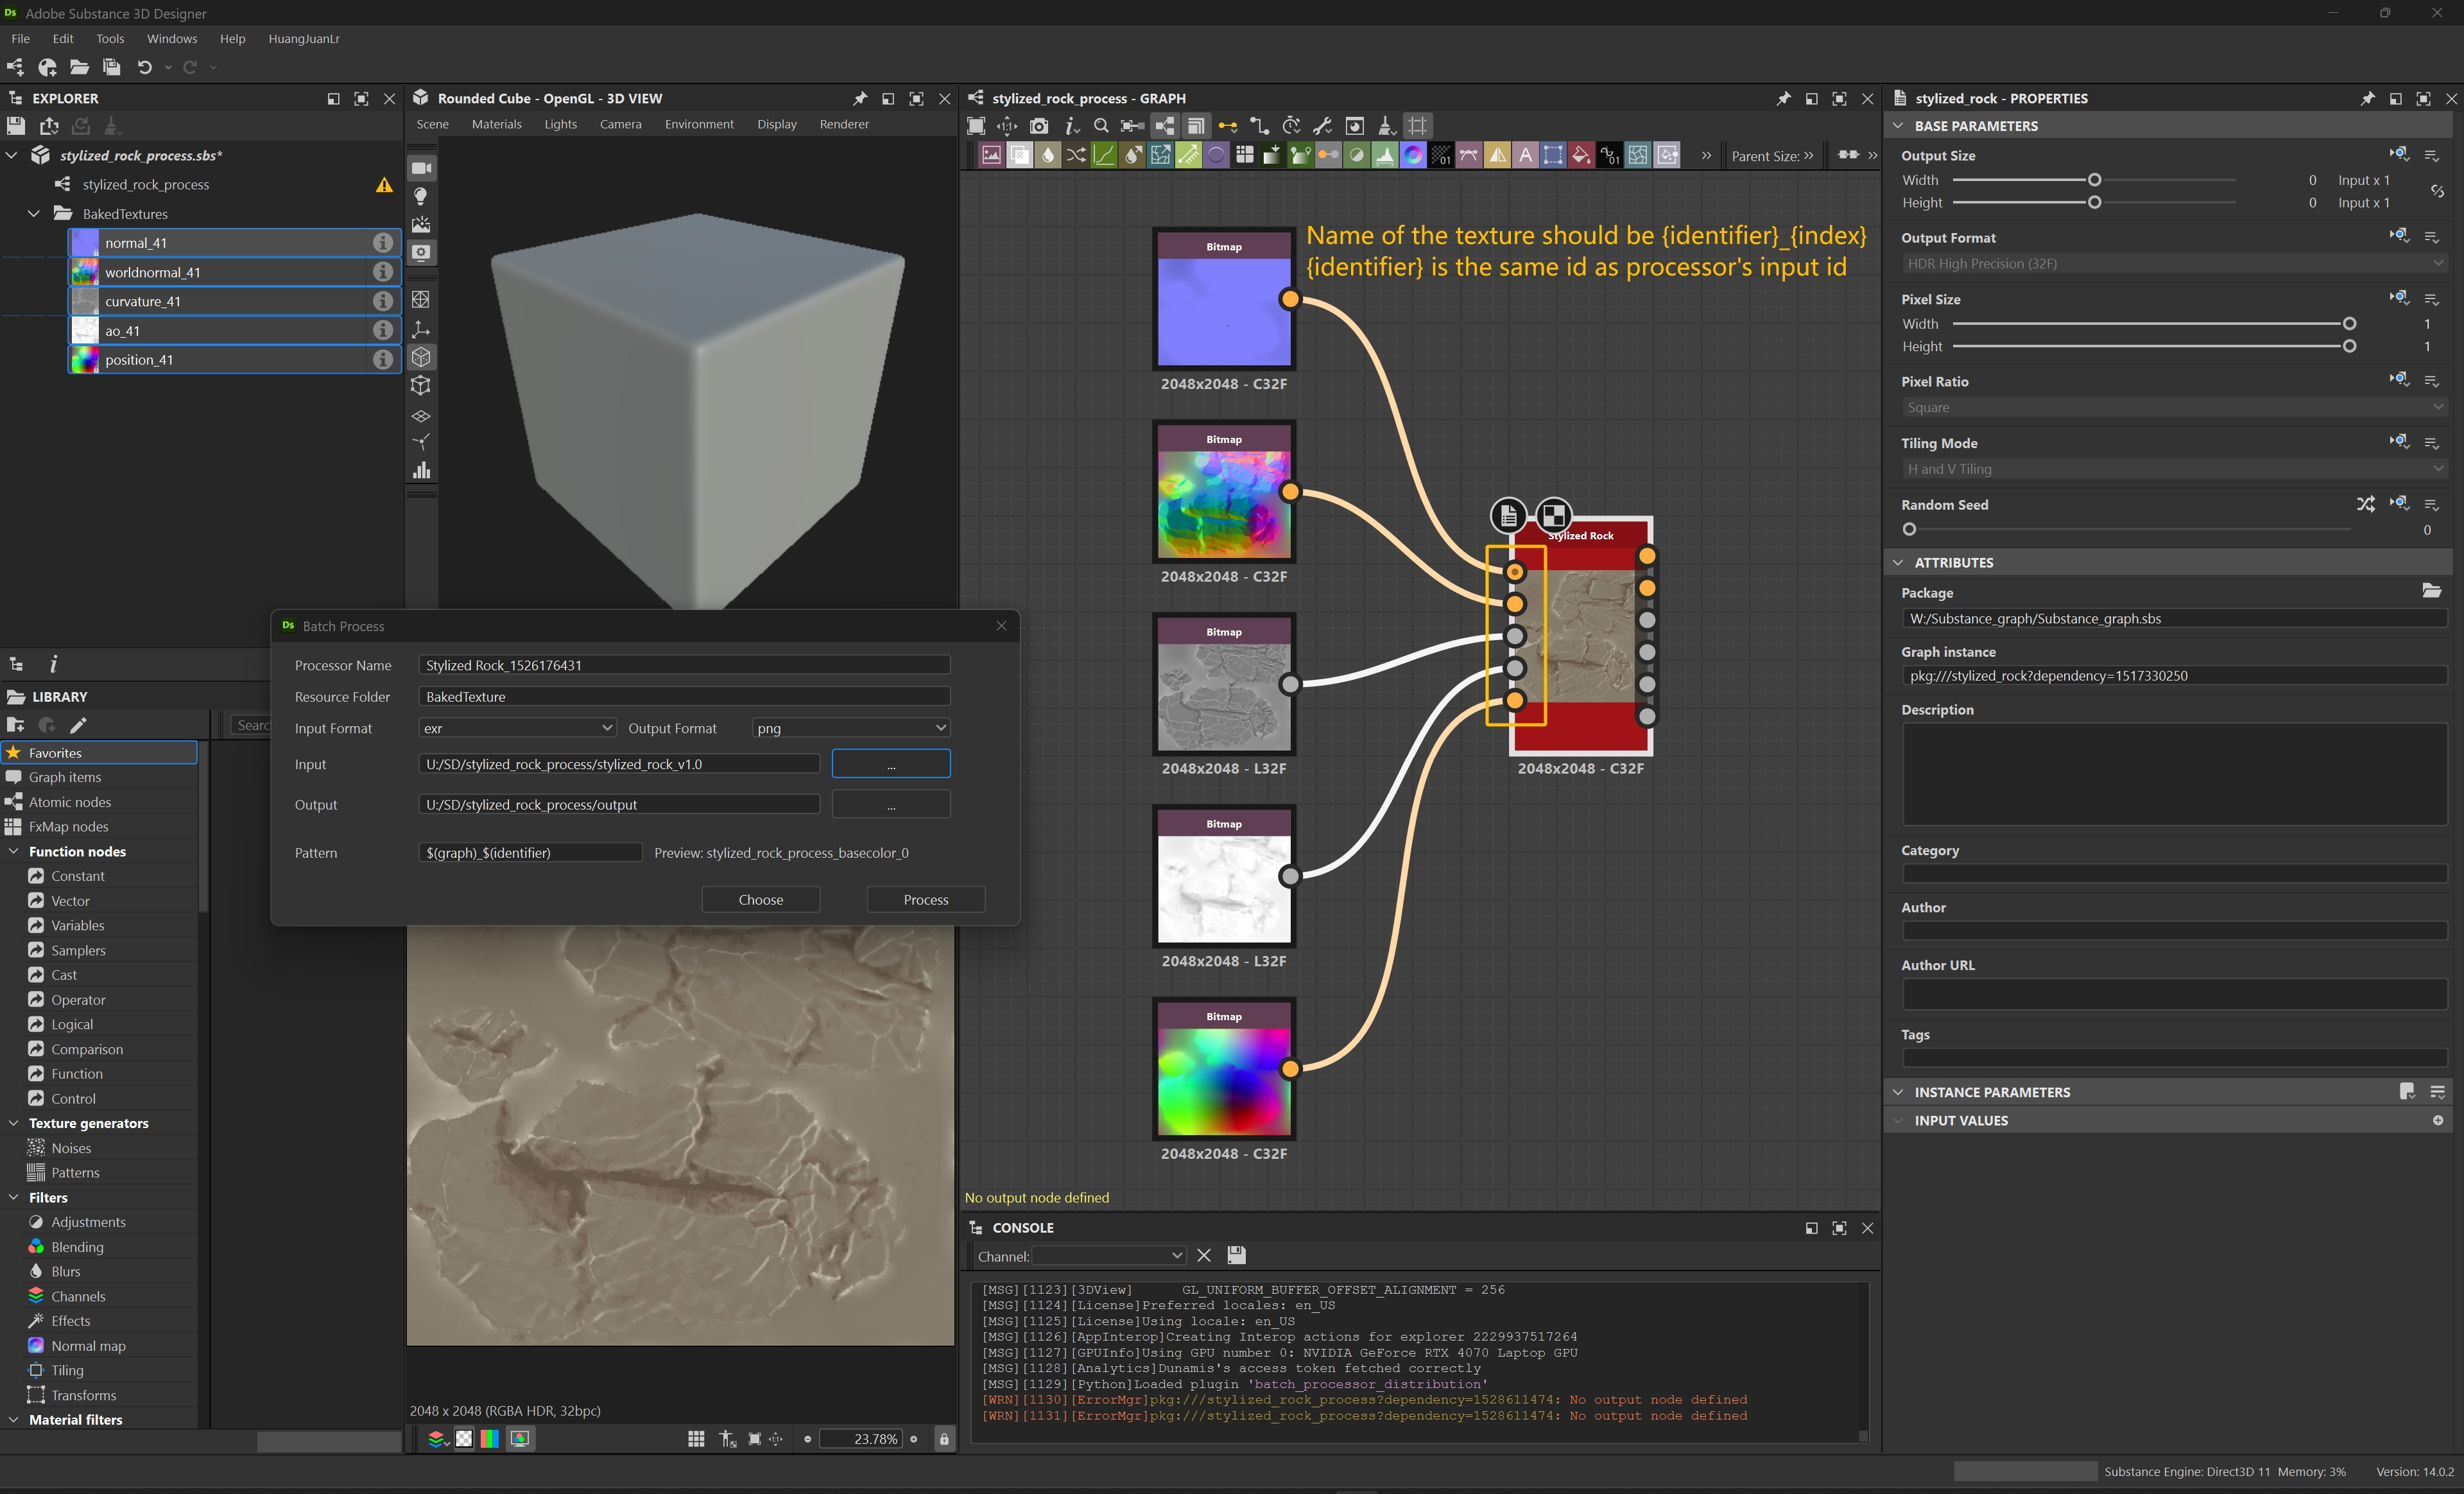 Ds Adobe Substance 3D Designer
File Edit Tools Windows Help HuangJuanLr
EXPLORER
stylized_rock_process.sbs*
stylized_rock_process
BakedTextures
normal_41
worldnormal_41
curvature_41
ao_41
position_41
LIBRARY
Searc
Favorites
Graph items
Atomic nodes
FxMap nodes
Function nodes
Constant
Vector
Variables
Samplers
Cast
Operator
Logical
Comparison
Function
Control
Texture generators
Noises
Patterns
Filters
Adjustments
Blending
Blurs
Channels
Effects
Normal map
Tiling
Transforms
Material filters
Rounded Cube - OpenGL - 3D VIEW
Scene Materials Lights Camera Environment Display Renderer
Ds Batch Process
Processor Name Stylized Rock_1526176431
Resource Folder BakedTexture
Input Format exr Output Format png
Input U:/SD/stylized_rock_process/stylized_rock_v1.0 ...
Output U:/SD/stylized_rock_process/output ...
Pattern $(graph)_$(identifier) Preview: stylized_rock_process_basecolor_0
Choose Process
2048 x 2048 (RGBA HDR, 32bpc)
23.78%
stylized_rock_process - GRAPH
1:1
01 A 01
Parent Size:
Name of the texture should be {identifier}_{index}
{identifier} is the same id as processor's input id
Bitmap
2048x2048 - C32F
Bitmap
2048x2048 - C32F
Bitmap
2048x2048 - L32F
Bitmap
2048x2048 - L32F
Bitmap
2048x2048 - C32F
Stylized Rock
2048x2048 - C32F
No output node defined
CONSOLE
Channel:
[MSG][1123][3DView] GL_UNIFORM_BUFFER_OFFSET_ALIGNMENT = 256
[MSG][1124][License]Preferred locales: en_US
[MSG][1125][License]Using locale: en_US
[MSG][1126][AppInterop]Creating Interop actions for explorer 2229937517264
[MSG][1127][GPUInfo]Using GPU number 0: NVIDIA GeForce RTX 4070 Laptop GPU
[MSG][1128][Analytics]Dunamis's access token fetched correctly
[MSG][1129][Python]Loaded plugin 'batch_processor_distribution'
[WRN][1130][ErrorMgr]pkg:///stylized_rock_process?dependency=1528611474: No output node defined
[WRN][1131][ErrorMgr]pkg:///stylized_rock_process?dependency=1528611474: No output node defined
stylized_rock - PROPERTIES
BASE PARAMETERS
Output Size
Width 0 Input x 1
Height 0 Input x 1
Output Format
HDR High Precision (32F)
Pixel Size
Width 1
Height 1
Pixel Ratio
Square
Tiling Mode
H and V Tiling
Random Seed
0
ATTRIBUTES
Package
W:/Substance_graph/Substance_graph.sbs
Graph instance
pkg:///stylized_rock?dependency=1517330250
Description
Category
Author
Author URL
Tags
INSTANCE PARAMETERS
INPUT VALUES
Substance Engine: Direct3D 11 Memory: 3% Version: 14.0.2